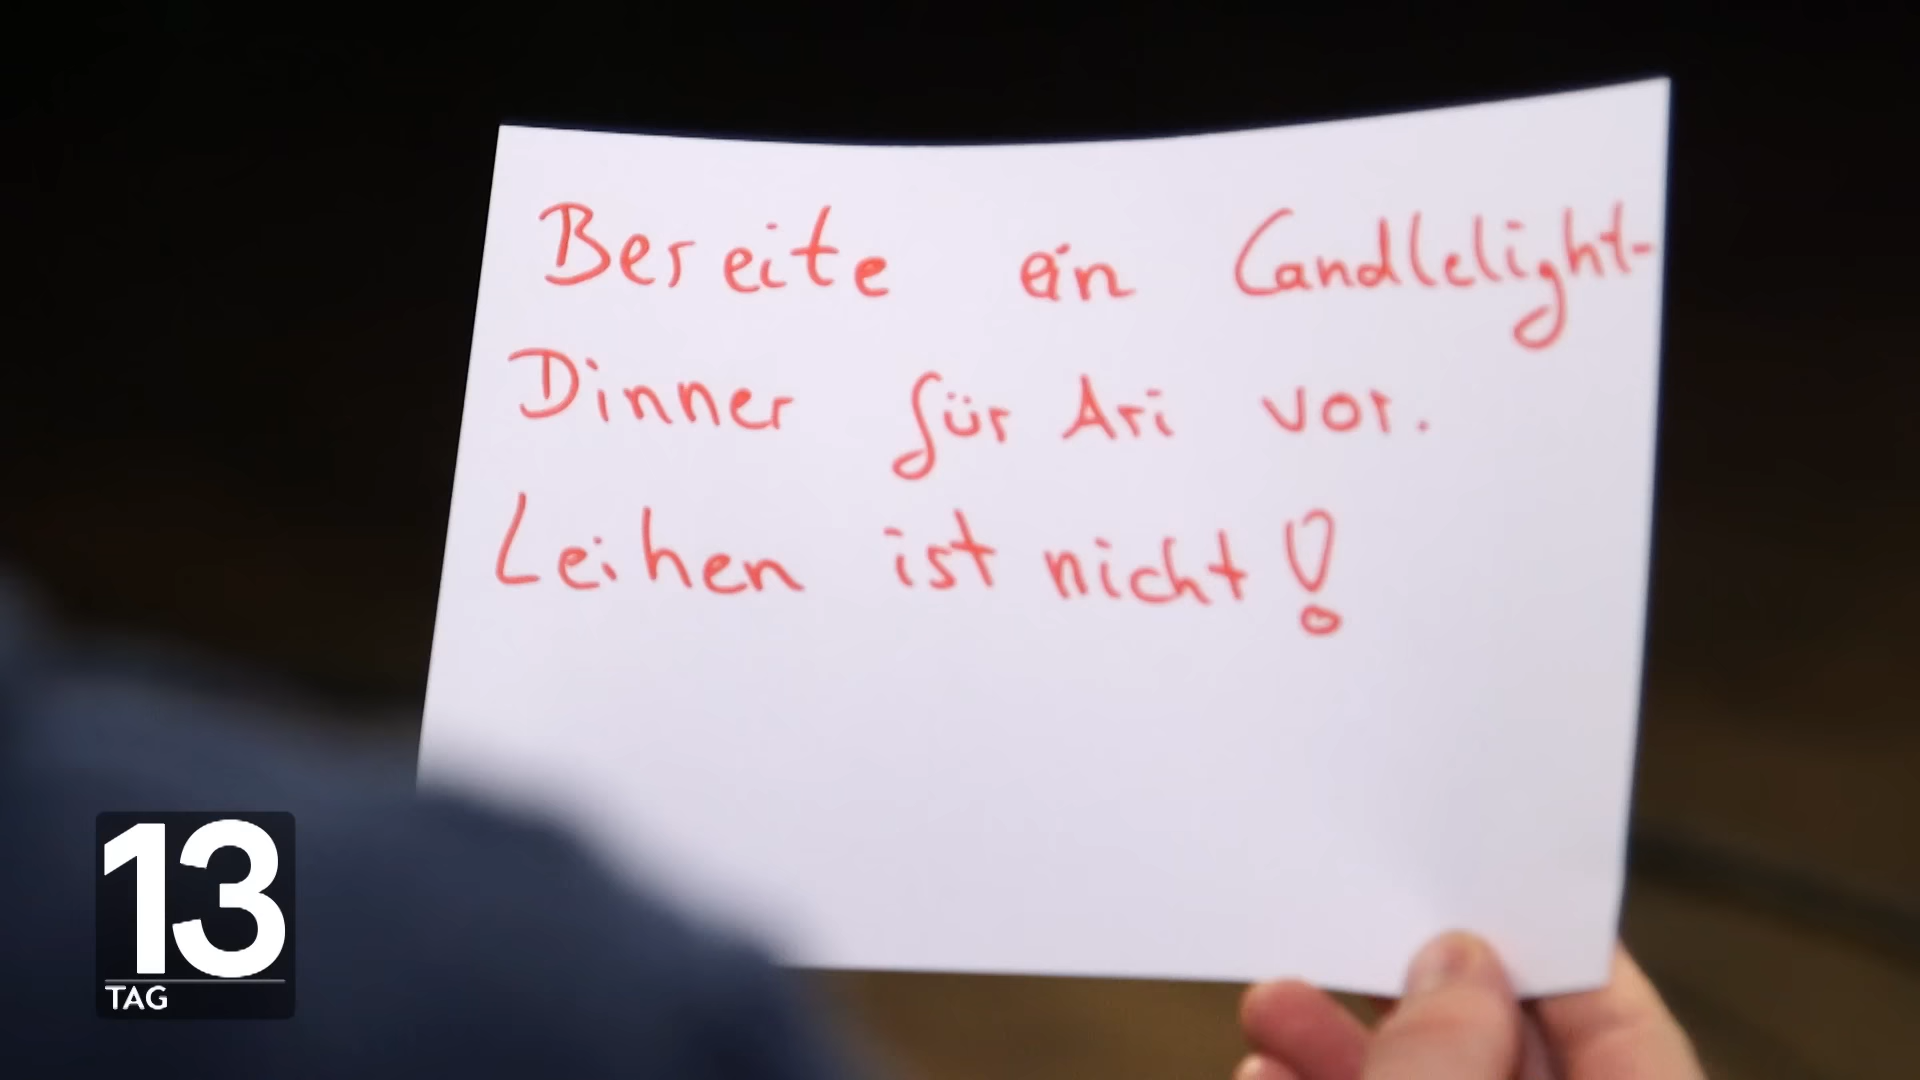 Bereite ein Candlelight-
Dinner für Ari vor.
Leihen ist nicht!
13
TAG